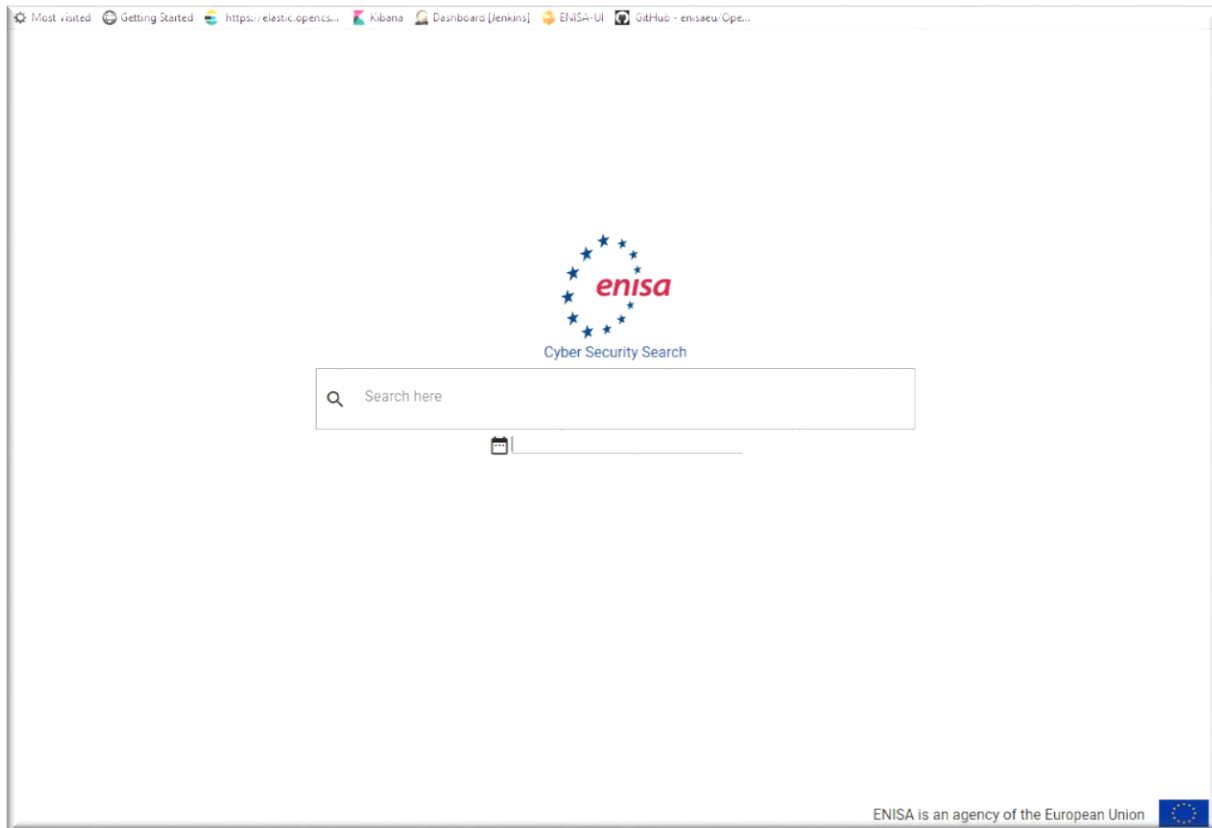 Most visited Getting Started https://elastic.opencs... Kibana Dashboard [Jenkins] ENISA-UI GitHub - enisaeu/Ope...
enisa
Cyber Security Search
Search here
ENISA is an agency of the European Union